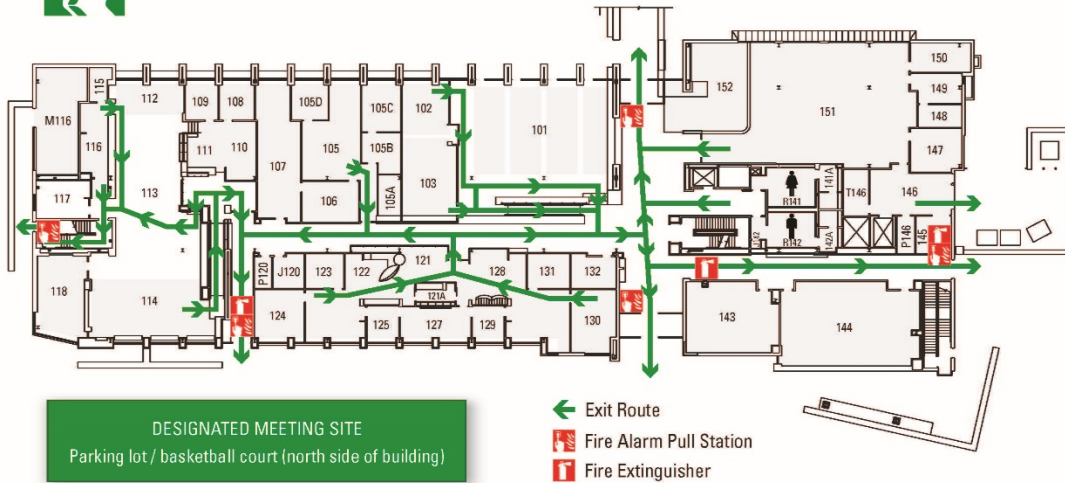 115
112
109
108
105D
105C
102
101
152
150
151
149
148
147
M116
116
111
110
107
105
105B
103
105A
106
113
117
141A
T146
146
R141
R142
142A
P146
145
P120
J120
123
122
121
128
131
132
121A
118
114
124
125
127
129
130
143
144
DESIGNATED MEETING SITE
Parking lot / basketball court (north side of building)
Exit Route
Fire Alarm Pull Station
Fire Extinguisher